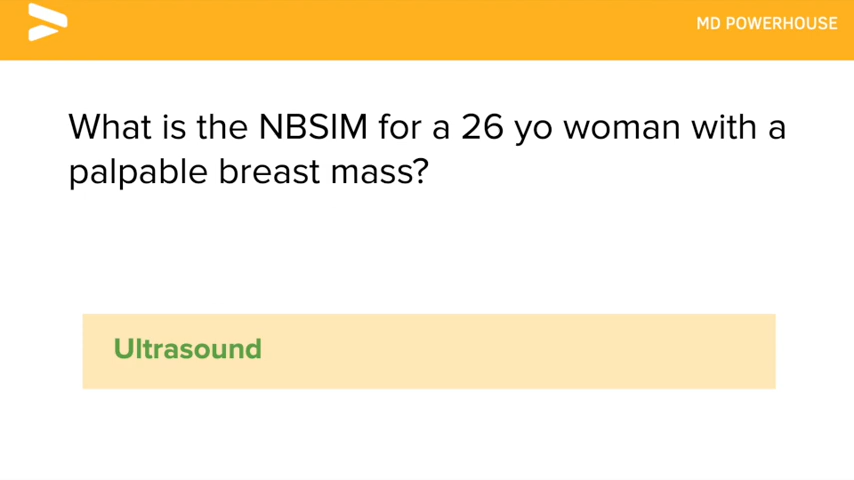 MD POWERHOUSE
What is the NBSIM for a 26 yo woman with a
palpable breast mass?
Ultrasound